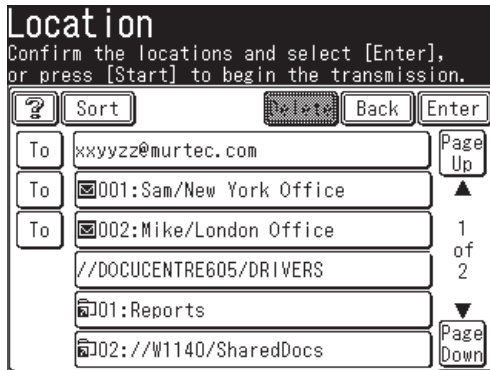 Location
Confirm the locations and select [Enter],
or press [Start] to begin the transmission.
? Sort Delete Back Enter
To xxyyzz@murtec.com
Page Up
To 001:Sam/New York Office
To 002:Mike/London Office
1 of 2
//DOCUCENTRE605/DRIVERS
01:Reports
02://W1140/SharedDocs
Page Down